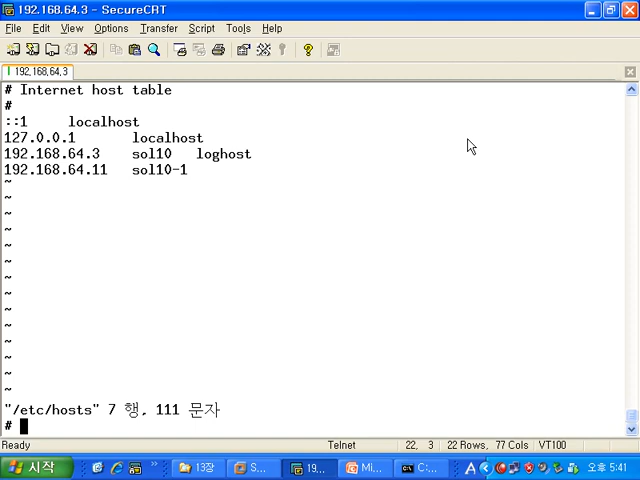 192.168.64.3 - SecureCRT
File Edit View Options Transfer Script Tools Help
192.168.64.3
# Internet host table
#
::1 localhost
127.0.0.1 localhost
192.168.64.3 sol10 loghost
192.168.64.11 sol10-1
~
~
~
~
~
~
~
~
~
~
~
~
~
~
"/etc/hosts" 7 행, 111 문자
#
Ready Telnet 22, 3 22 Rows, 77 Cols VT100
시작 13장 S... 19... Mi... C:... A 오후 5:41